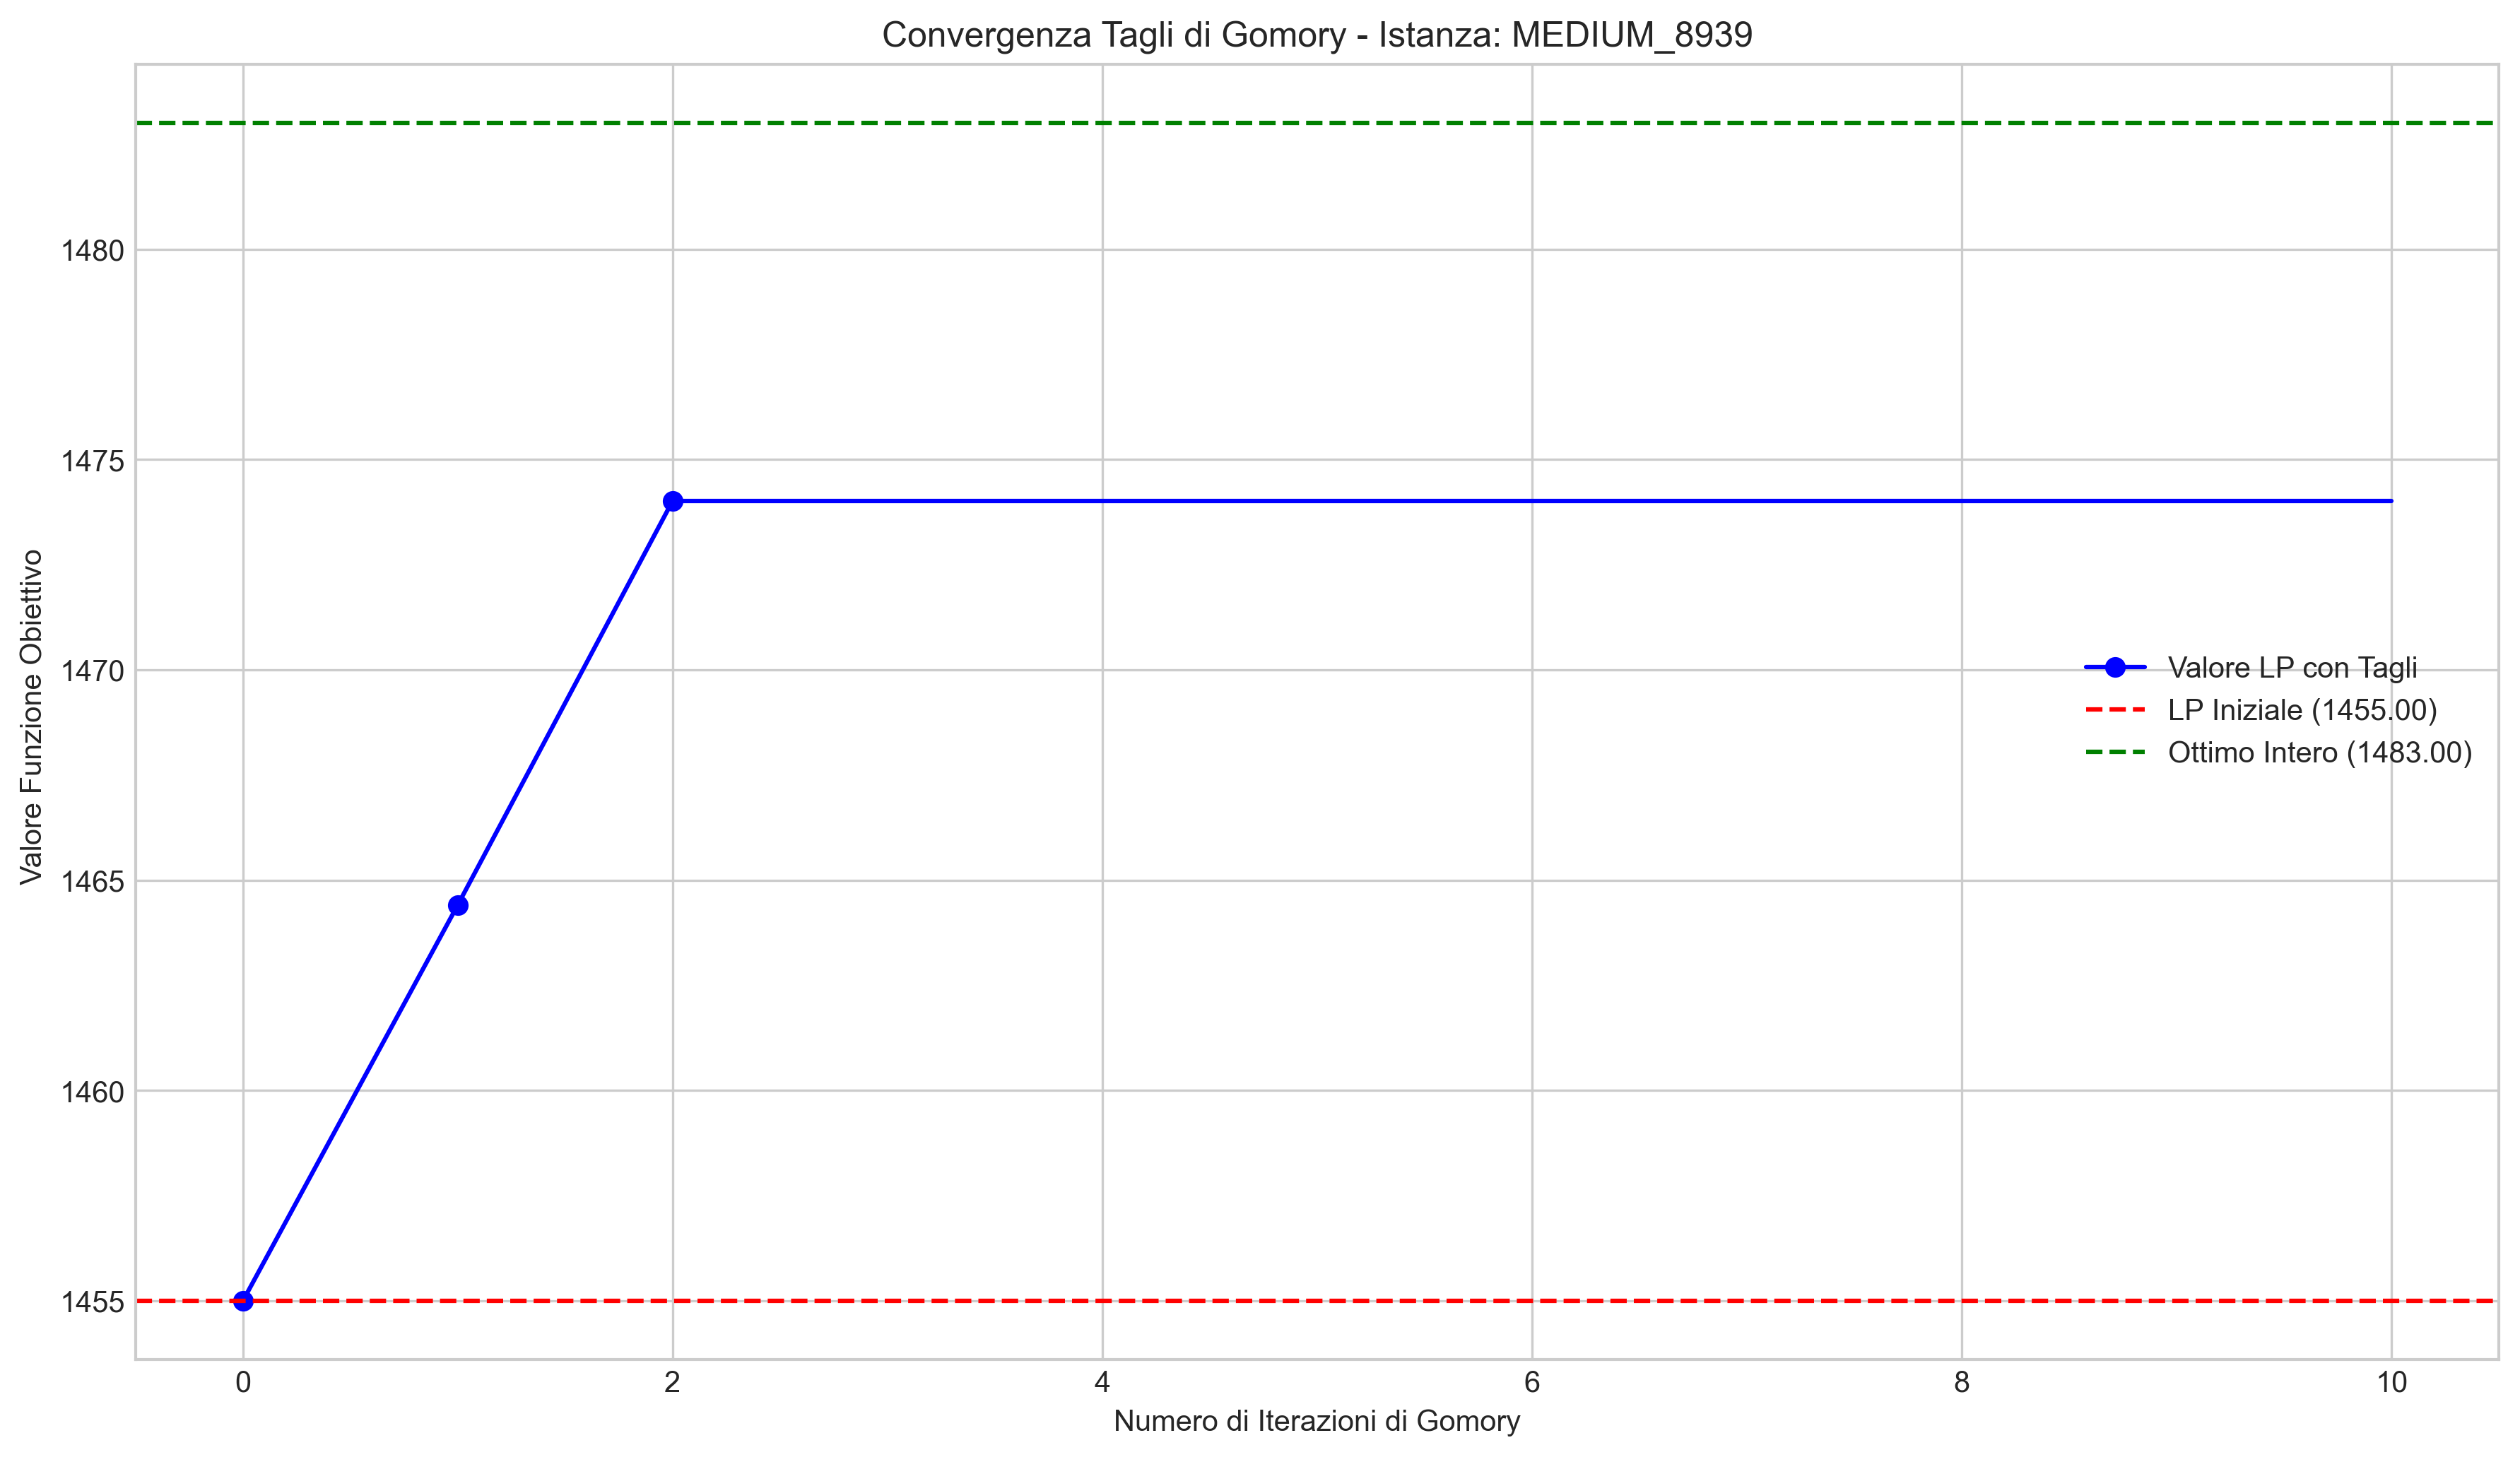 Convergenza Tagli di Gomory - Istanza: MEDIUM_8939
Valore Funzione Obiettivo
1480
1475
1470
1465
1460
1455
Valore LP con Tagli
LP Iniziale (1455.00)
Ottimo Intero (1483.00)
0 2 4 6 8 10
Numero di Iterazioni di Gomory